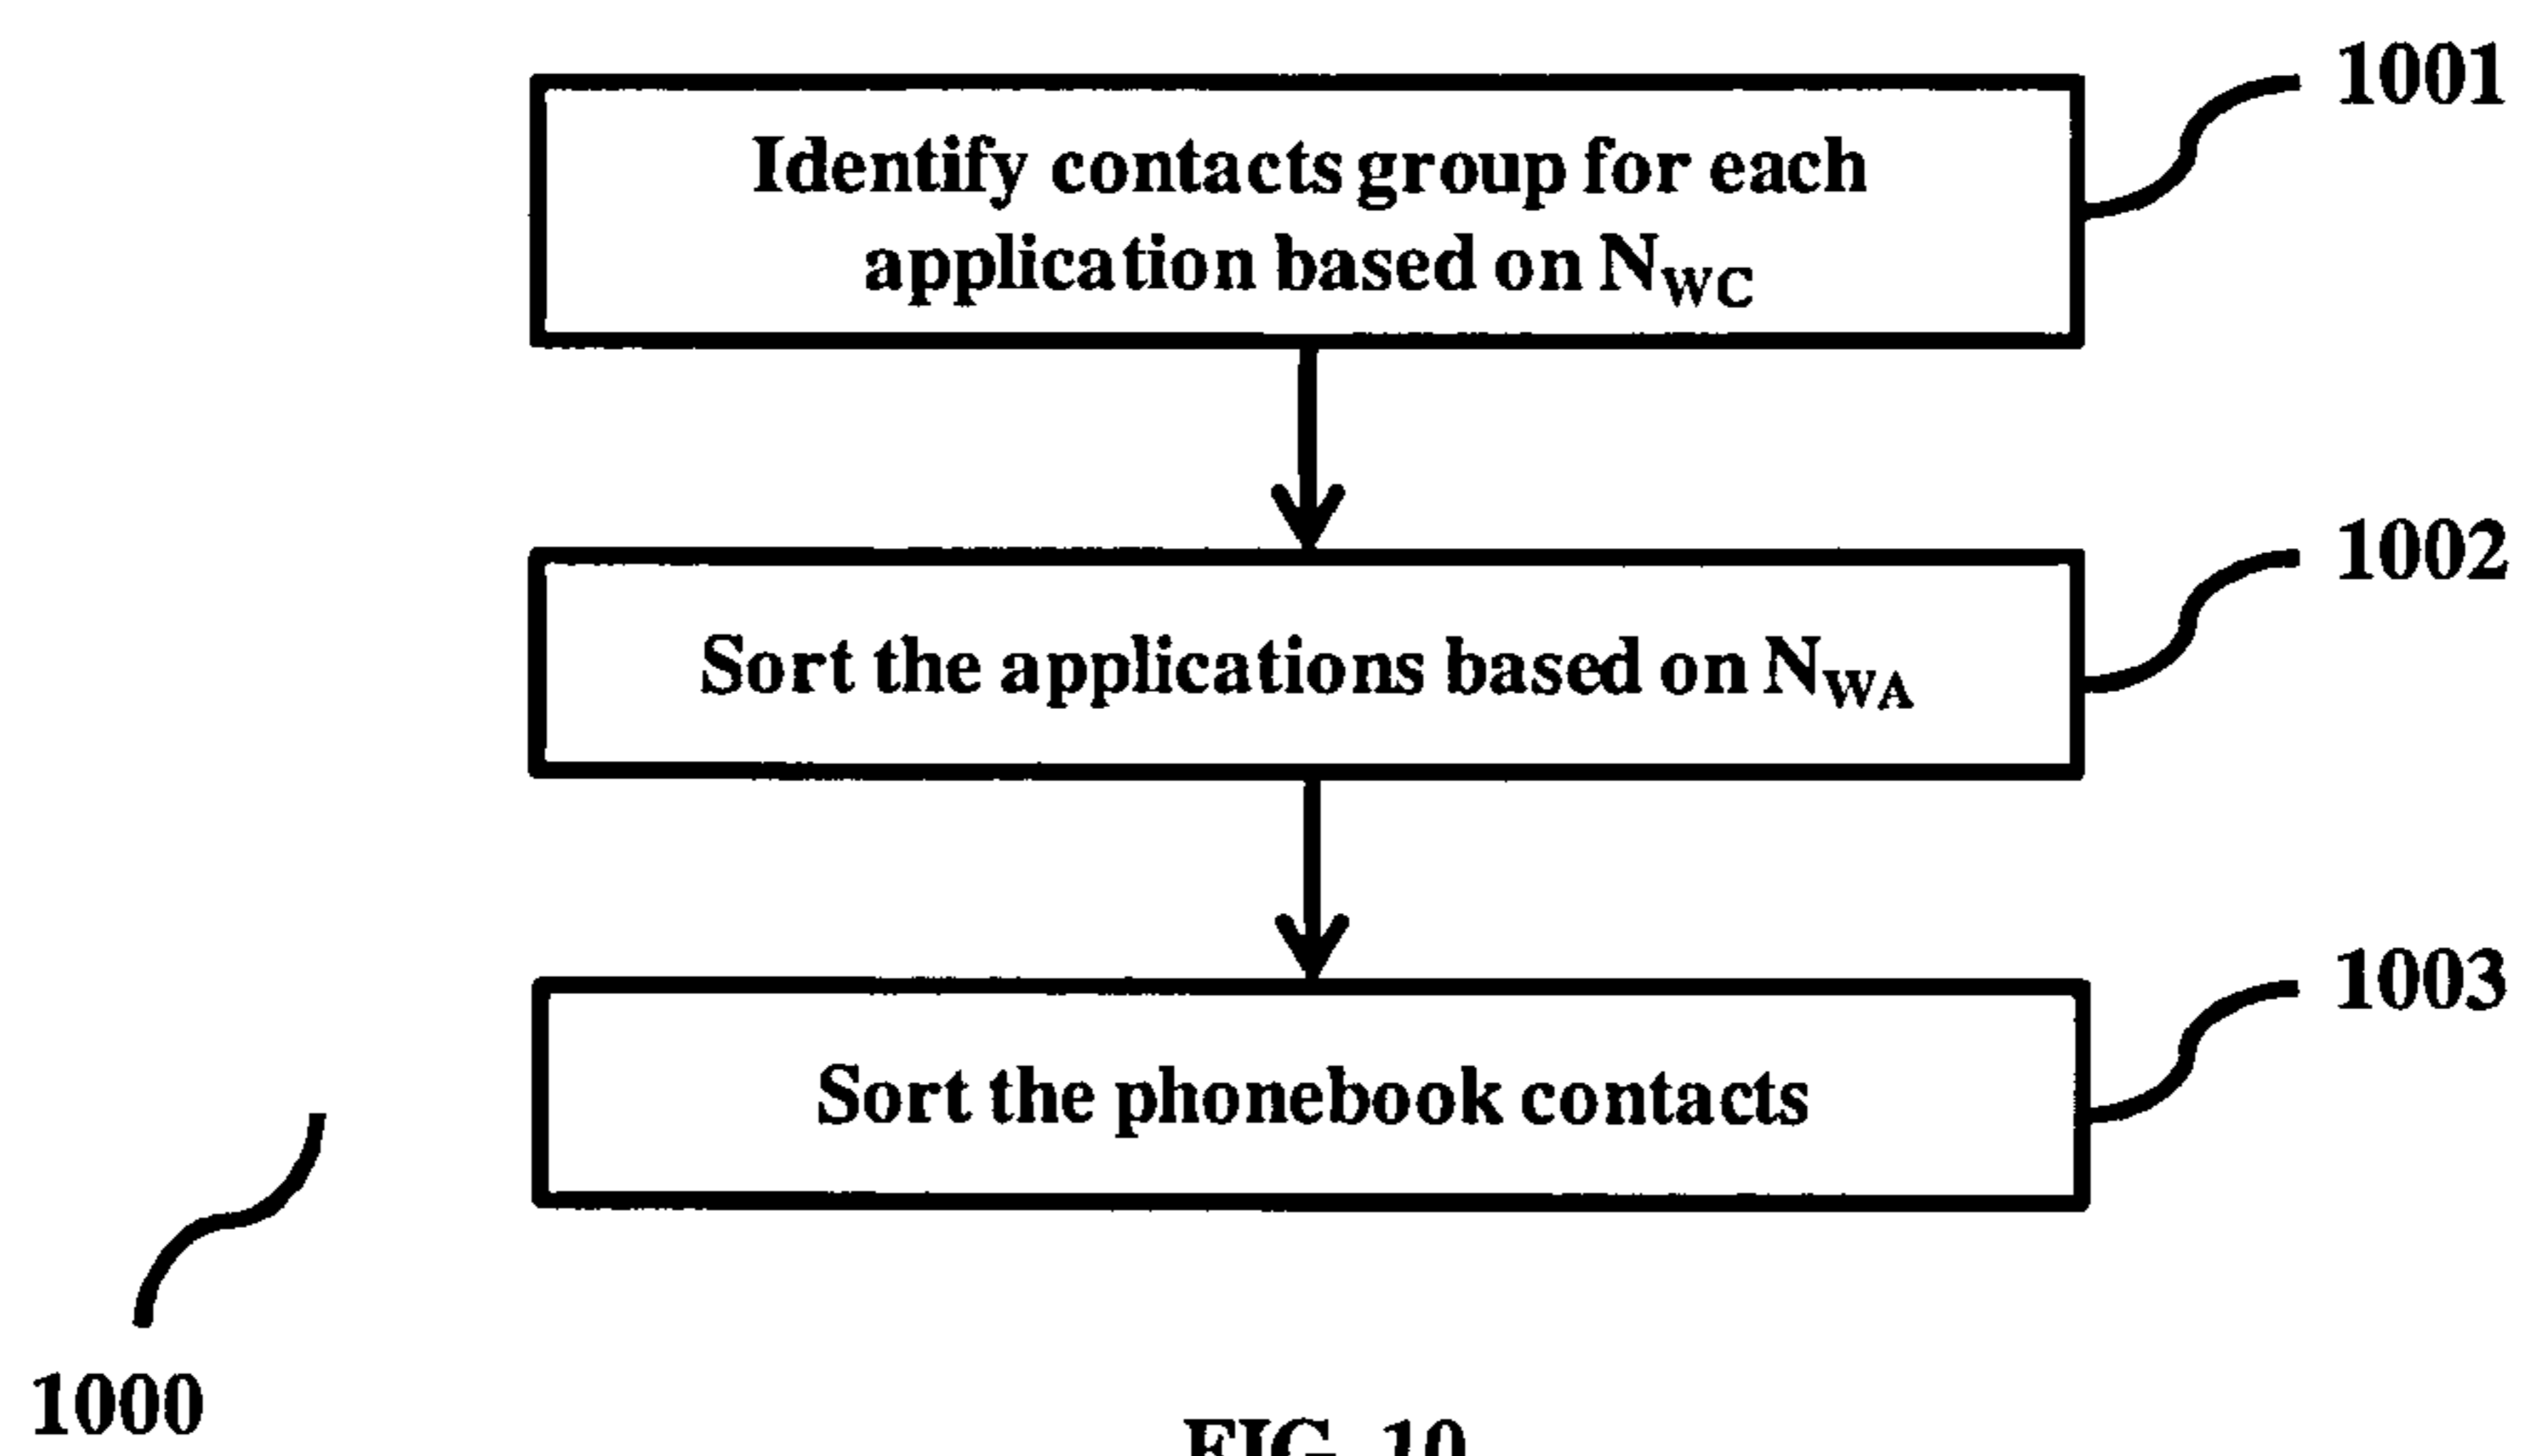 1001
Identify contacts group for each
application based on N_WC
1002
Sort the applications based on N_WA
1003
Sort the phonebook contacts
1000
FIG. 10